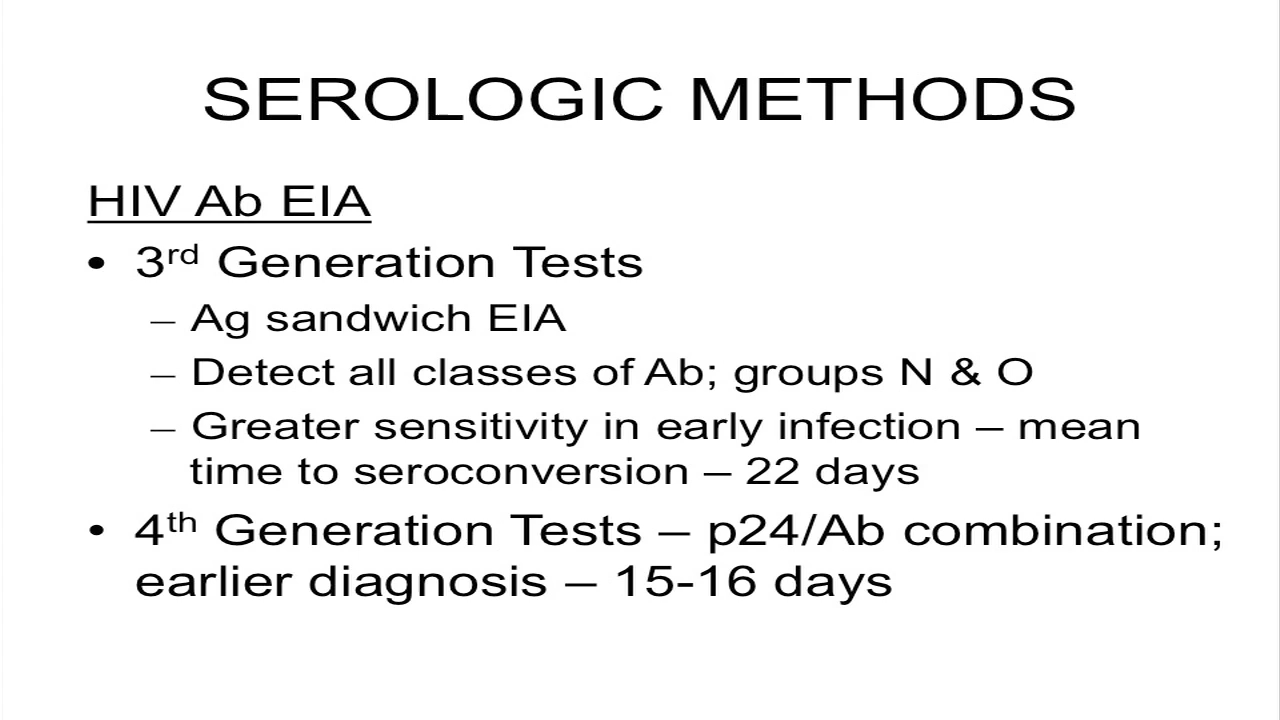 SEROLOGIC METHODS
HIV Ab EIA
• 3rd Generation Tests
– Ag sandwich EIA
– Detect all classes of Ab; groups N & O
– Greater sensitivity in early infection – mean
time to seroconversion – 22 days
• 4th Generation Tests – p24/Ab combination;
earlier diagnosis – 15-16 days